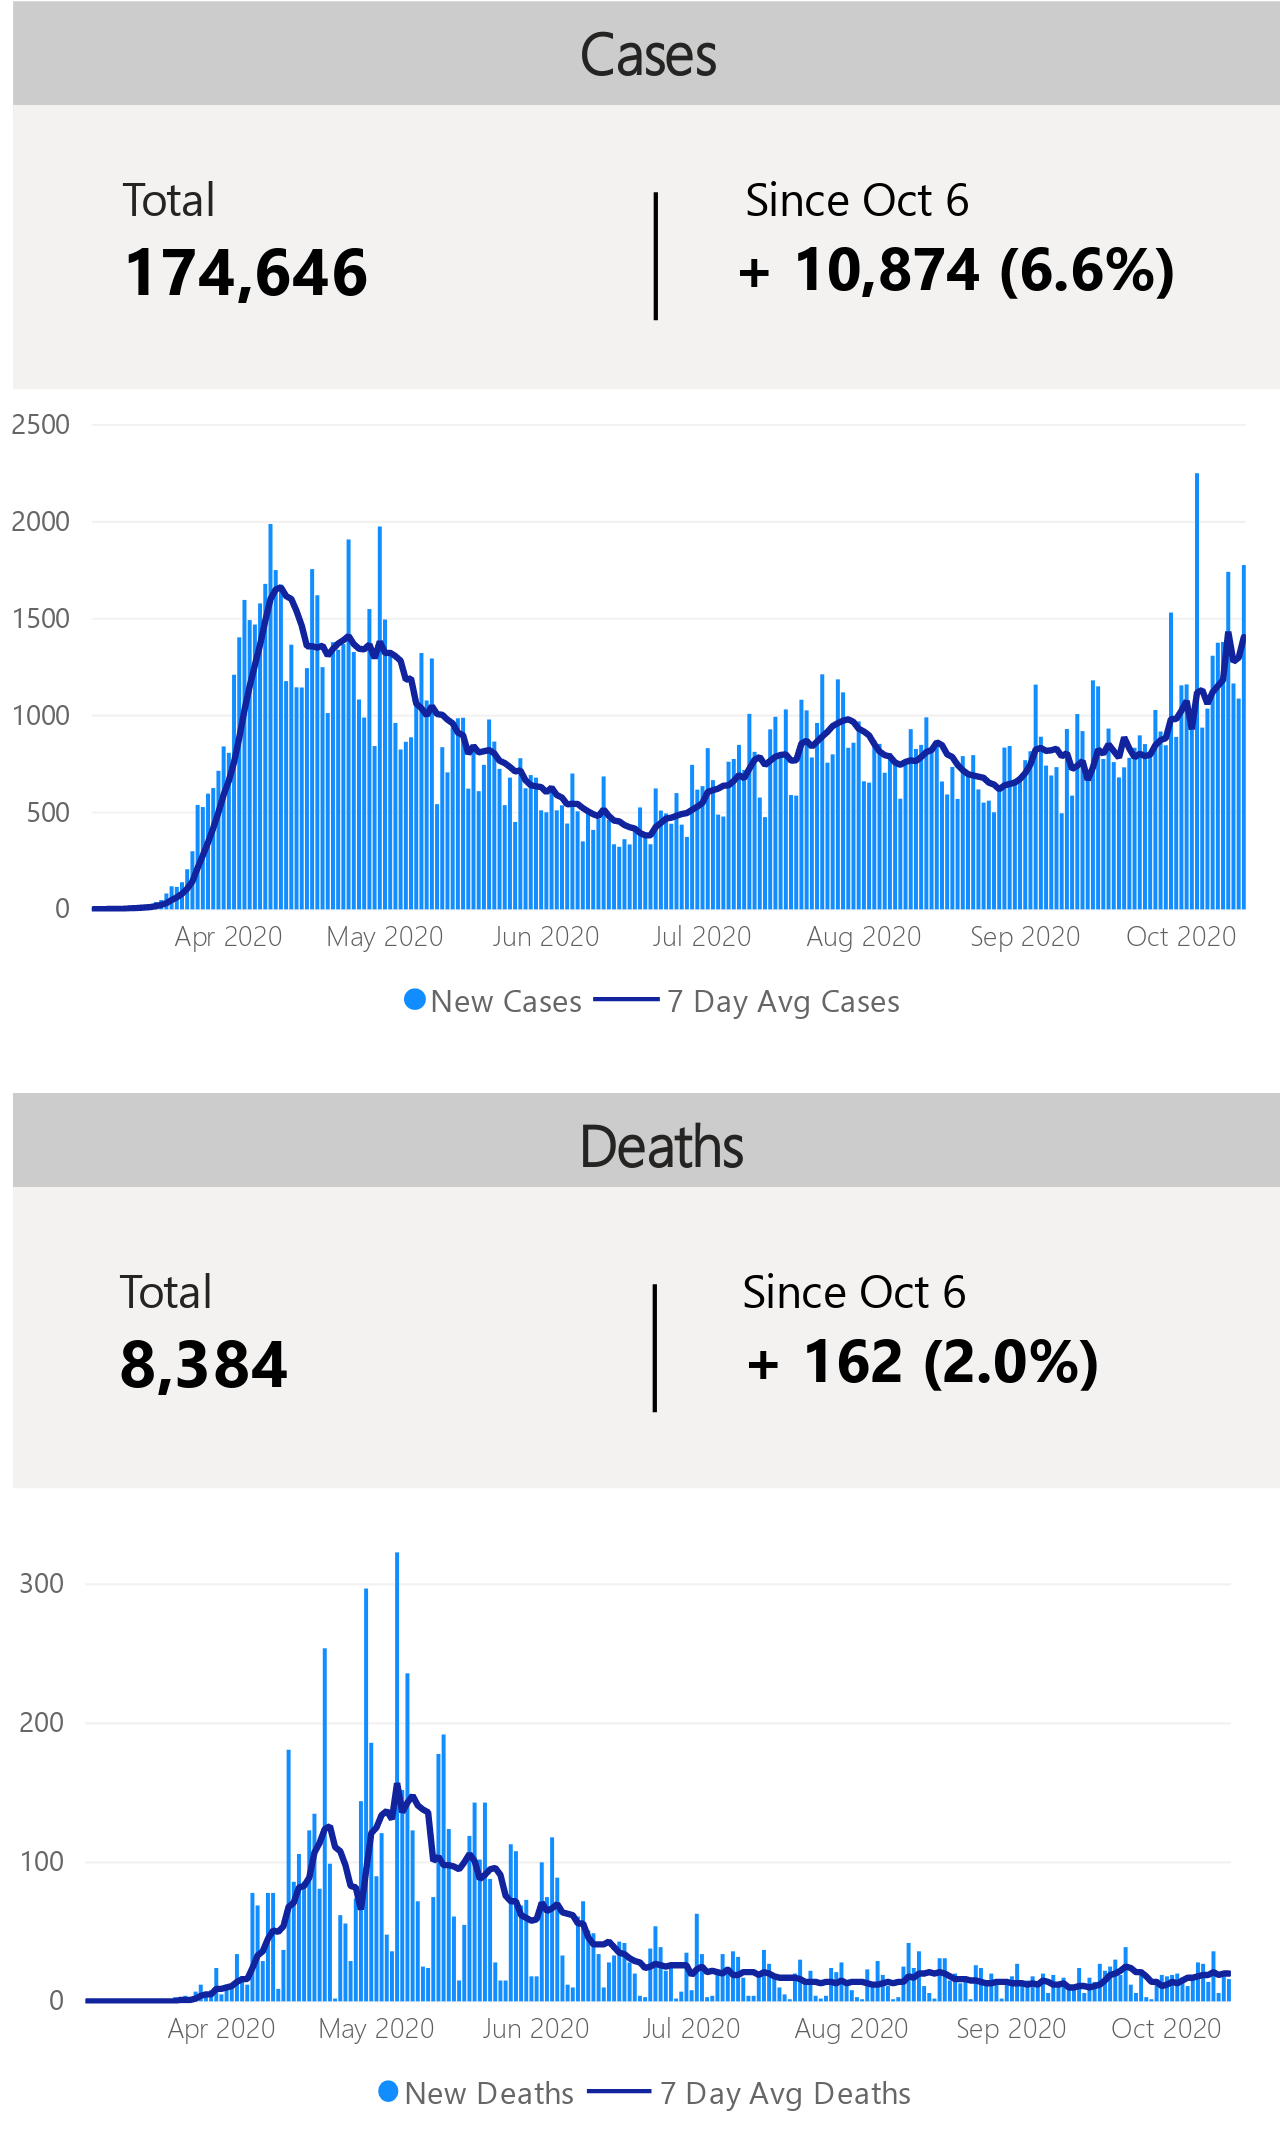 Cases
Total
Since Oct 6
174,646
+ 10,874 (6.6%)
2500
2000
1500
1000
500
0
Apr 2020 May 2020 Jun 2020 Jul 2020 Aug 2020 Sep 2020 Oct 2020
New Cases 7 Day Avg Cases
Deaths
Total
Since Oct 6
8,384
+ 162 (2.0%)
300
200
100
0
Apr 2020 May 2020 Jun 2020 Jul 2020 Aug 2020 Sep 2020 Oct 2020
New Deaths 7 Day Avg Deaths